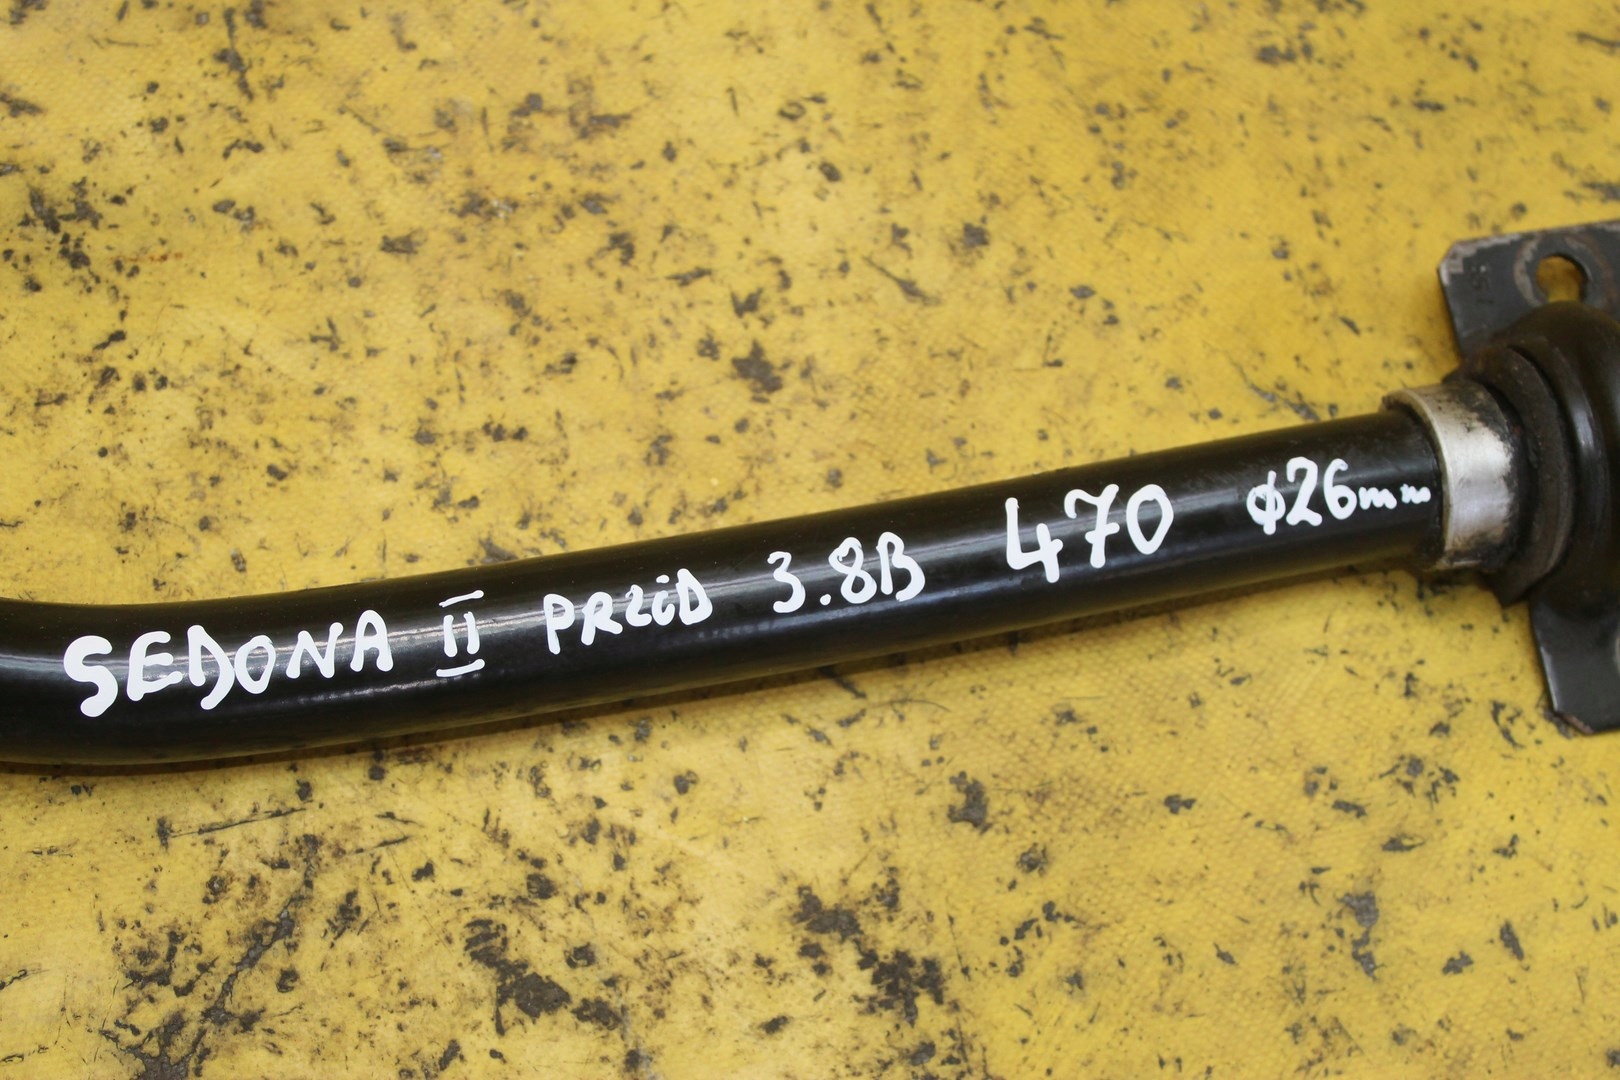 SEDONA II PRZÓD 3.8B 470 φ26mm